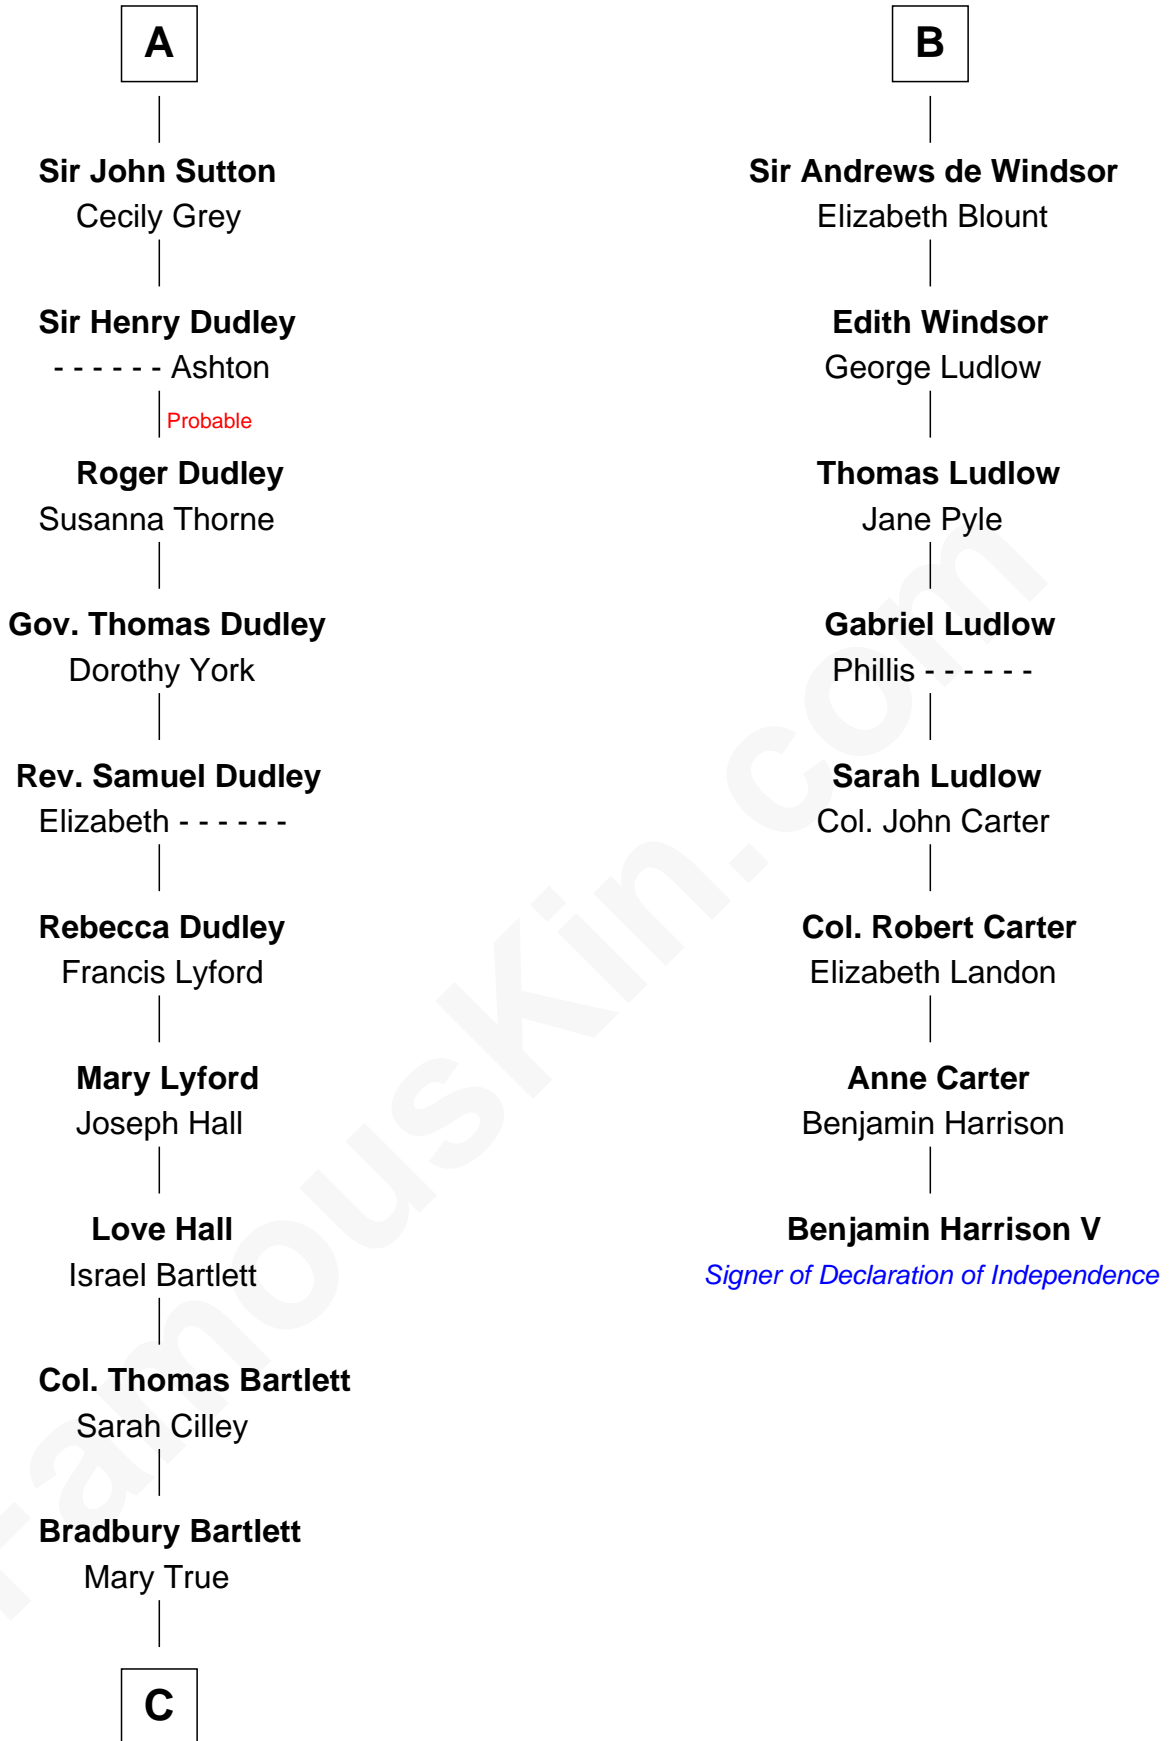 A
Sir John Sutton
Cecily Grey
Sir Henry Dudley
- - - - - - Ashton
Probable
Roger Dudley
Susanna Thorne
Gov. Thomas Dudley
Dorothy York
Rev. Samuel Dudley
Elizabeth - - - - - -
Rebecca Dudley
Francis Lyford
Mary Lyford
Joseph Hall
Love Hall
Israel Bartlett
Col. Thomas Bartlett
Sarah Cilley
Bradbury Bartlett
Mary True
C
B
Sir Andrews de Windsor
Elizabeth Blount
Edith Windsor
George Ludlow
Thomas Ludlow
Jane Pyle
Gabriel Ludlow
Phillis - - - - - -
Sarah Ludlow
Col. John Carter
Col. Robert Carter
Elizabeth Landon
Anne Carter
Benjamin Harrison
Benjamin Harrison V
Signer of Declaration of Independence
FamousKin.com